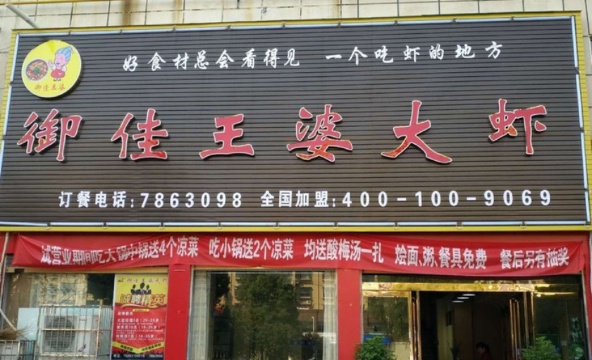 好食材总会看得见 一个吃虾的地方
御佳王婆大虾
订餐电话:7863098 全国加盟:400-100-9069
试营业期间吃大锅中锅送4个凉菜 吃小锅送2个凉菜 均送酸梅汤一扎 烩面、粥、餐具免费 餐后另有抽奖